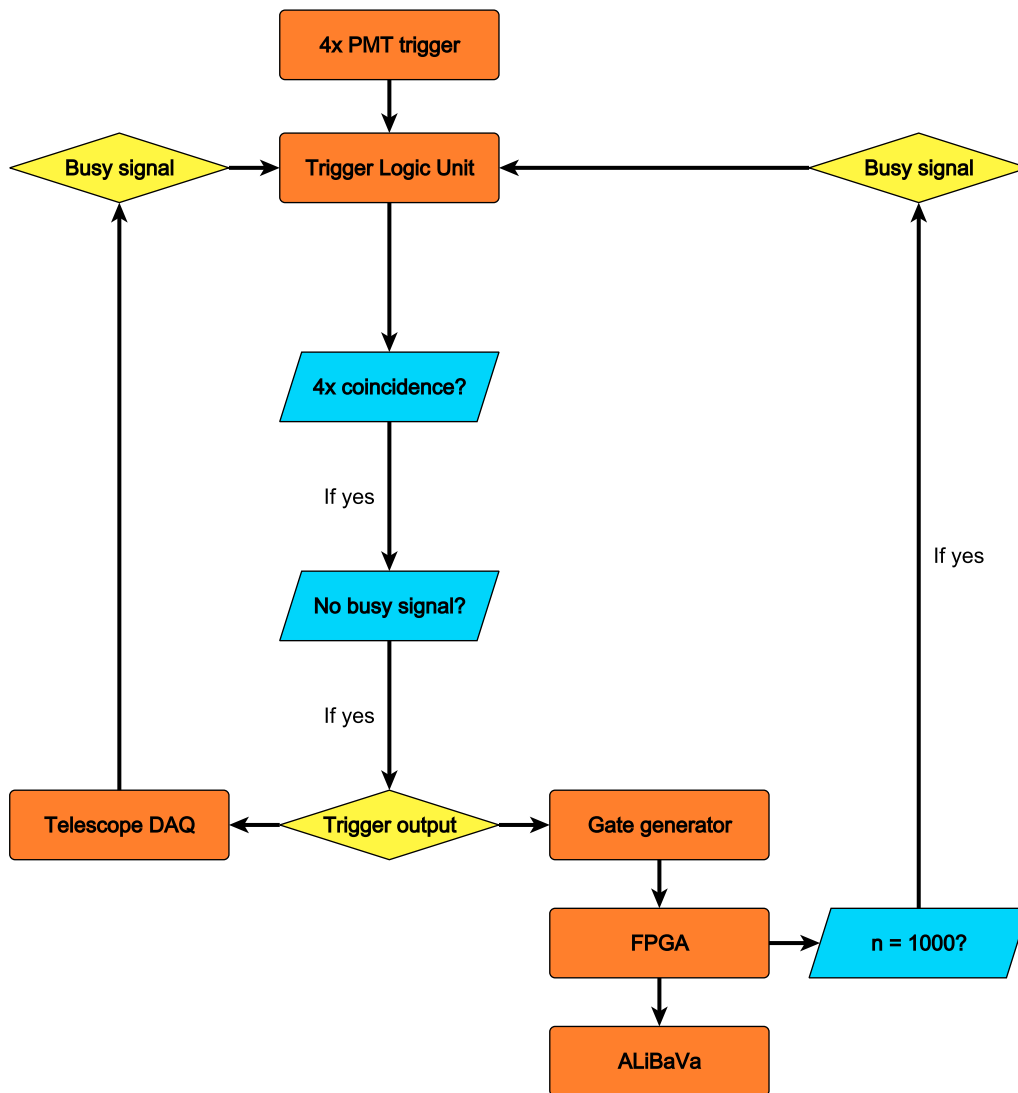 4x PMT trigger
Busy signal
Trigger Logic Unit
Busy signal
4x coincidence?
If yes
If yes
No busy signal?
If yes
Telescope DAQ
Trigger output
Gate generator
FPGA
n = 1000?
ALiBaVa